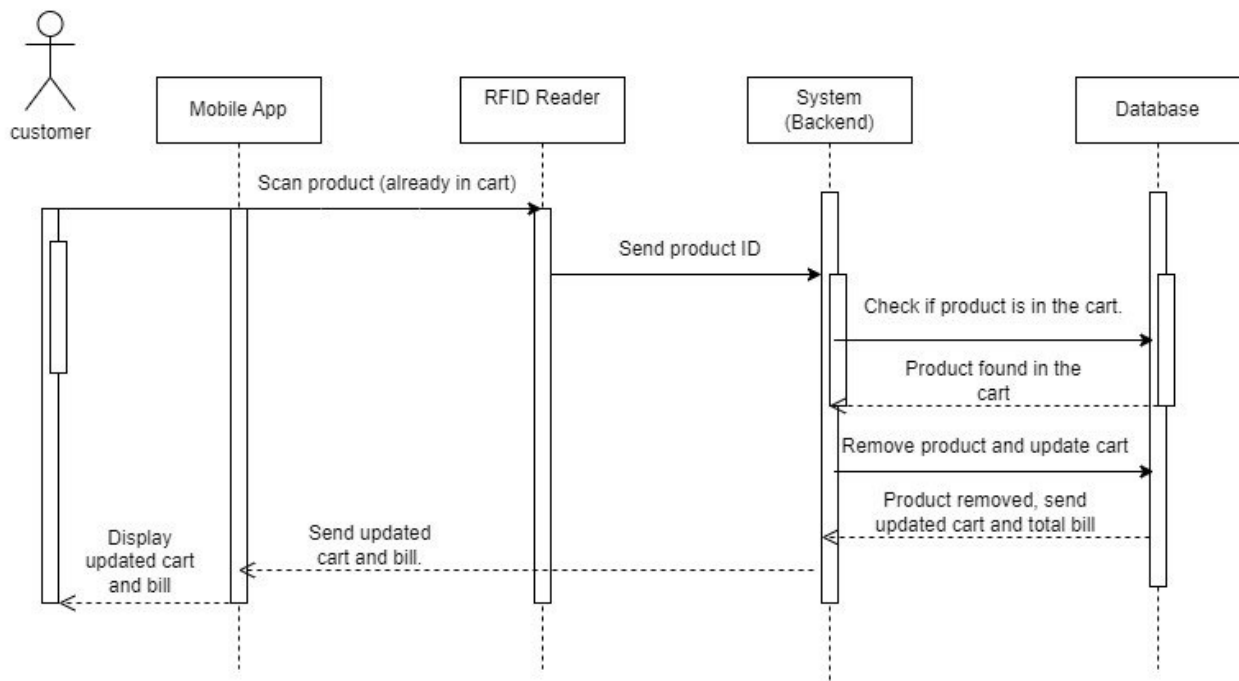 customer
Mobile App
RFID Reader
System
(Backend)
Database
Scan product (already in cart)
Send product ID
Check if product is in the cart.
Product found in the
cart
Remove product and update cart
Product removed, send
updated cart and total bill
Send updated
cart and bill.
Display
updated cart
and bill